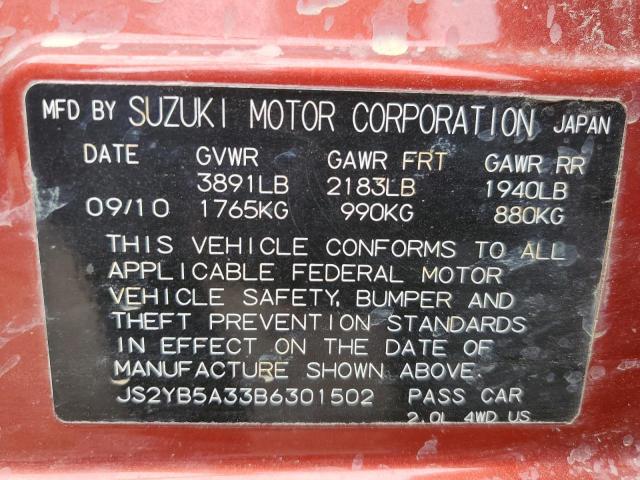 MFD BY SUZUKI MOTOR CORPORATION JAPAN
DATE GVWR GAWR FRT GAWR RR
3891LB 2183LB 1940LB
09/10 1765KG 990KG 880KG
THIS VEHICLE CONFORMS TO ALL
APPLICABLE FEDERAL MOTOR
VEHICLE SAFETY, BUMPER AND
THEFT PREVENTION STANDARDS
IN EFFECT ON THE DATE OF
MANUFACTURE SHOWN ABOVE.
JS2YB5A33B6301502 PASS CAR
2.0L 4WD US